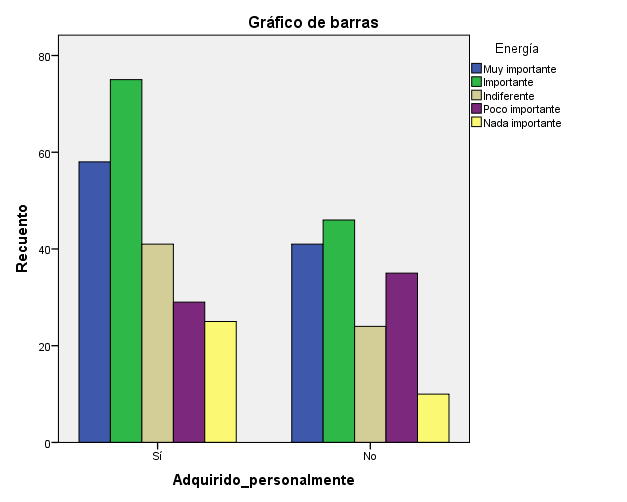 Gráfico de barras
Energía
Muy importante
Importante
Indiferente
Poco importante
Nada importante
80
60
40
20
0
Recuento
Sí
No
Adquirido_personalmente